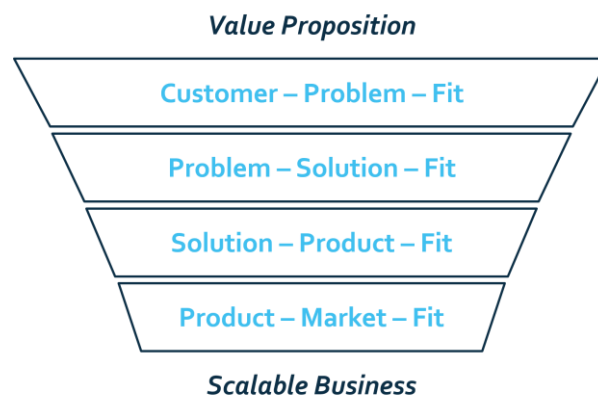 Value Proposition
Customer – Problem – Fit
Problem – Solution – Fit
Solution – Product – Fit
Product – Market – Fit
Scalable Business